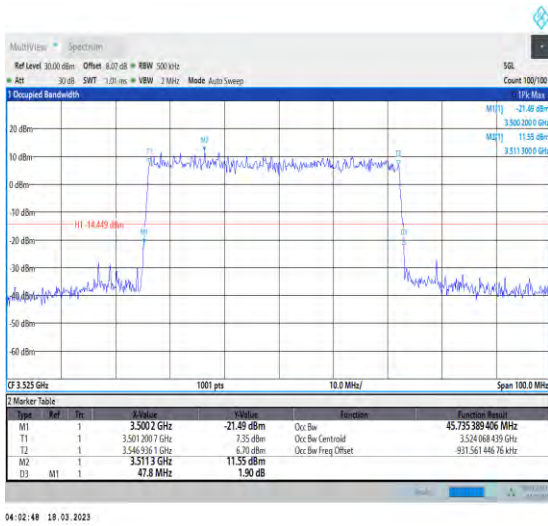 MultiView Spectrum
Ref Level 30.00 dBm Offset 8.07 dB RBW 500 kHz SGL
Att 30 dB SWT 1.01 ms VBW 2 MHz Mode Auto Sweep Count 100/100
1 Occupied Bandwidth 1Pk Max
M1[1] -21.49 dBm
3.500 200 0 GHz
20 dBm M2[1] 11.55 dBm
3.511 300 0 GHz
T1 M2 T2
10 dBm
0 dBm
-10 dBm
H1 -14.449 dBm
M1 D3
-20 dBm
-30 dBm
-40 dBm
-50 dBm
-60 dBm
CF 3.525 GHz 1001 pts 10.0 MHz/ Span 100.0 MHz
2 Marker Table
Type Ref Trc X-Value Y-Value Function Function Result
M1 1 3.5002 GHz -21.49 dBm Occ Bw 45.735 389 406 MHz
T1 1 3.501 200 7 GHz 7.35 dBm Occ Bw Centroid 3.524 068 439 GHz
T2 1 3.546 936 1 GHz 6.70 dBm Occ Bw Freq Offset -931.561 446 76 kHz
M2 1 3.5113 GHz 11.55 dBm
D3 M1 1 47.8 MHz 1.90 dB
04:02:48 18.03.2023